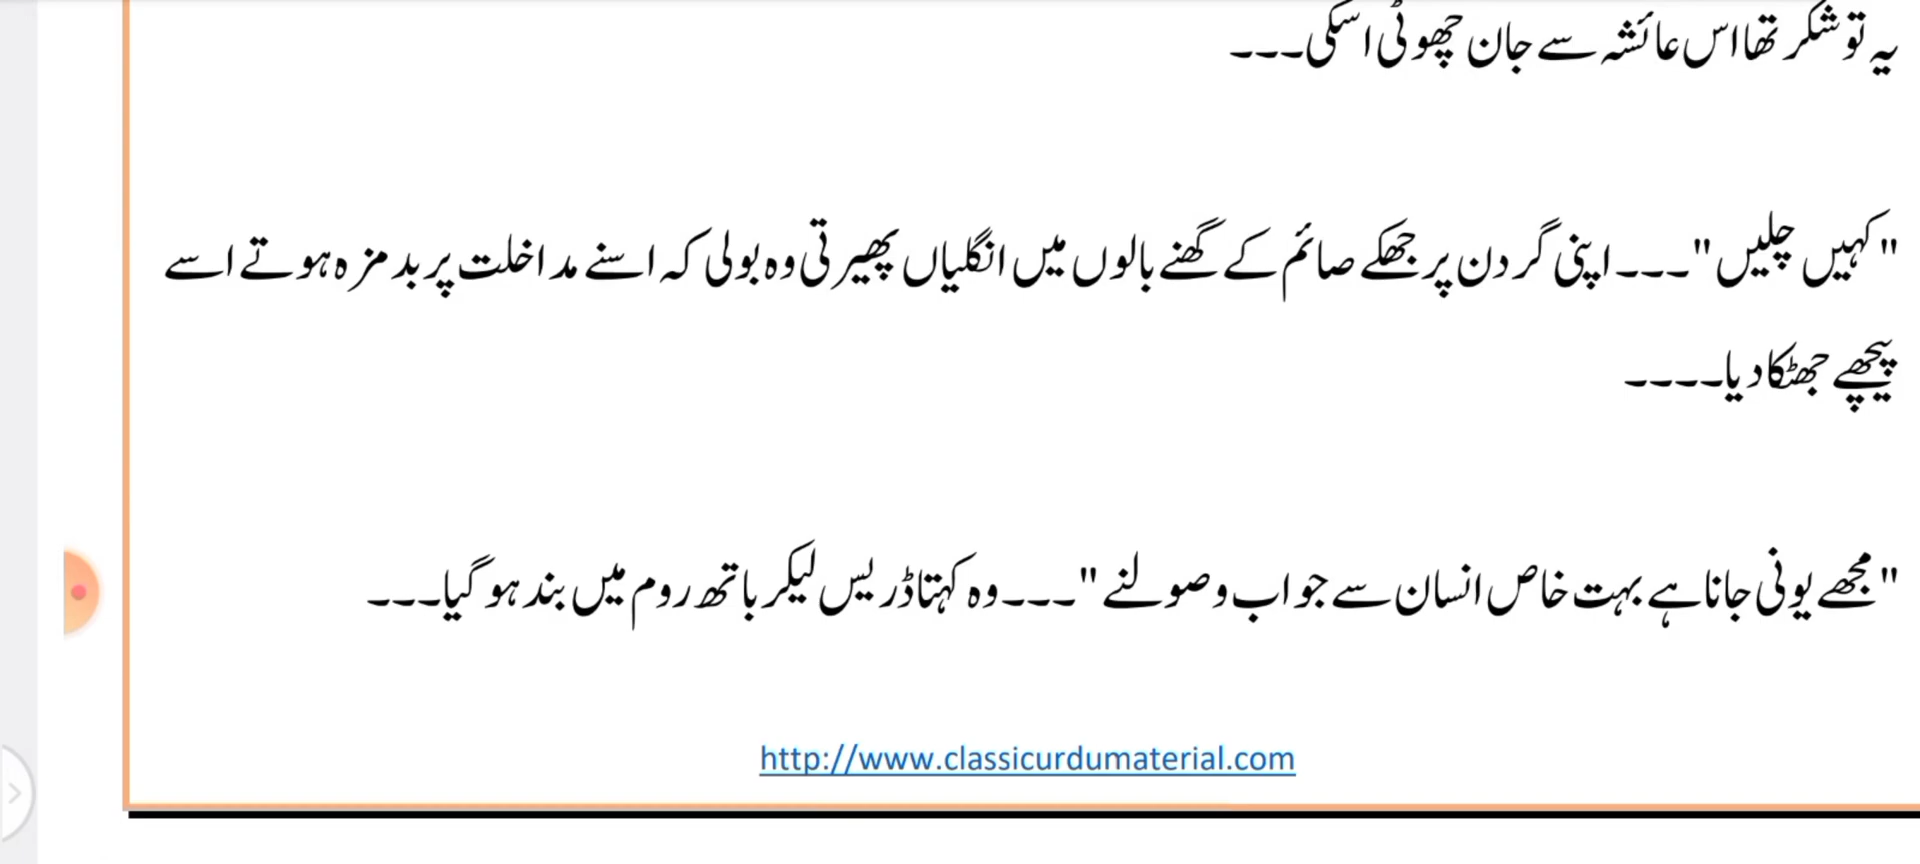 یہ تو شکر تھا اس عائشہ سے جان چھوٹی اسکی۔۔۔
"کہیں چلیں"۔۔۔ اپنی گردن پر جھکے صائم کے گھنے بالوں میں انگلیاں پھیرتی وہ بولی کہ اسنے مداخلت پر بدمزہ ہوتے اسے
پیچھے جھٹکا دیا۔۔۔۔
"مجھے یونی جانا ہے بہت خاص انسان سے جواب وصولنے"۔۔۔ وہ کہتا ڈریس لیکر باتھ روم میں بند ہو گیا۔۔۔
http://www.classicurdumaterial.com